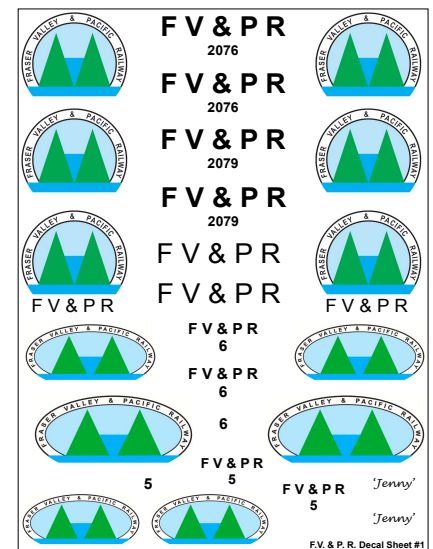 FRASER VALLEY & PACIFIC RAILWAY
F V & P R
2076
FRASER VALLEY & PACIFIC RAILWAY
F V & P R
2076
FRASER VALLEY & PACIFIC RAILWAY
F V & P R
2079
FRASER VALLEY & PACIFIC RAILWAY
F V & P R
2079
FRASER VALLEY & PACIFIC RAILWAY
F V & P R
FRASER VALLEY & PACIFIC RAILWAY
F V & P R
F V & P R
F V & P R
FRASER VALLEY & PACIFIC RAILWAY
F V & P R
6
FRASER VALLEY & PACIFIC RAILWAY
F V & P R
6
FRASER VALLEY & PACIFIC RAILWAY
6
FRASER VALLEY & PACIFIC RAILWAY
F V & P R
5
5
F V & P R
5
'Jenny'
FRASER VALLEY & PACIFIC RAILWAY
FRASER VALLEY & PACIFIC RAILWAY
'Jenny'
F.V. & P. R. Decal Sheet #1